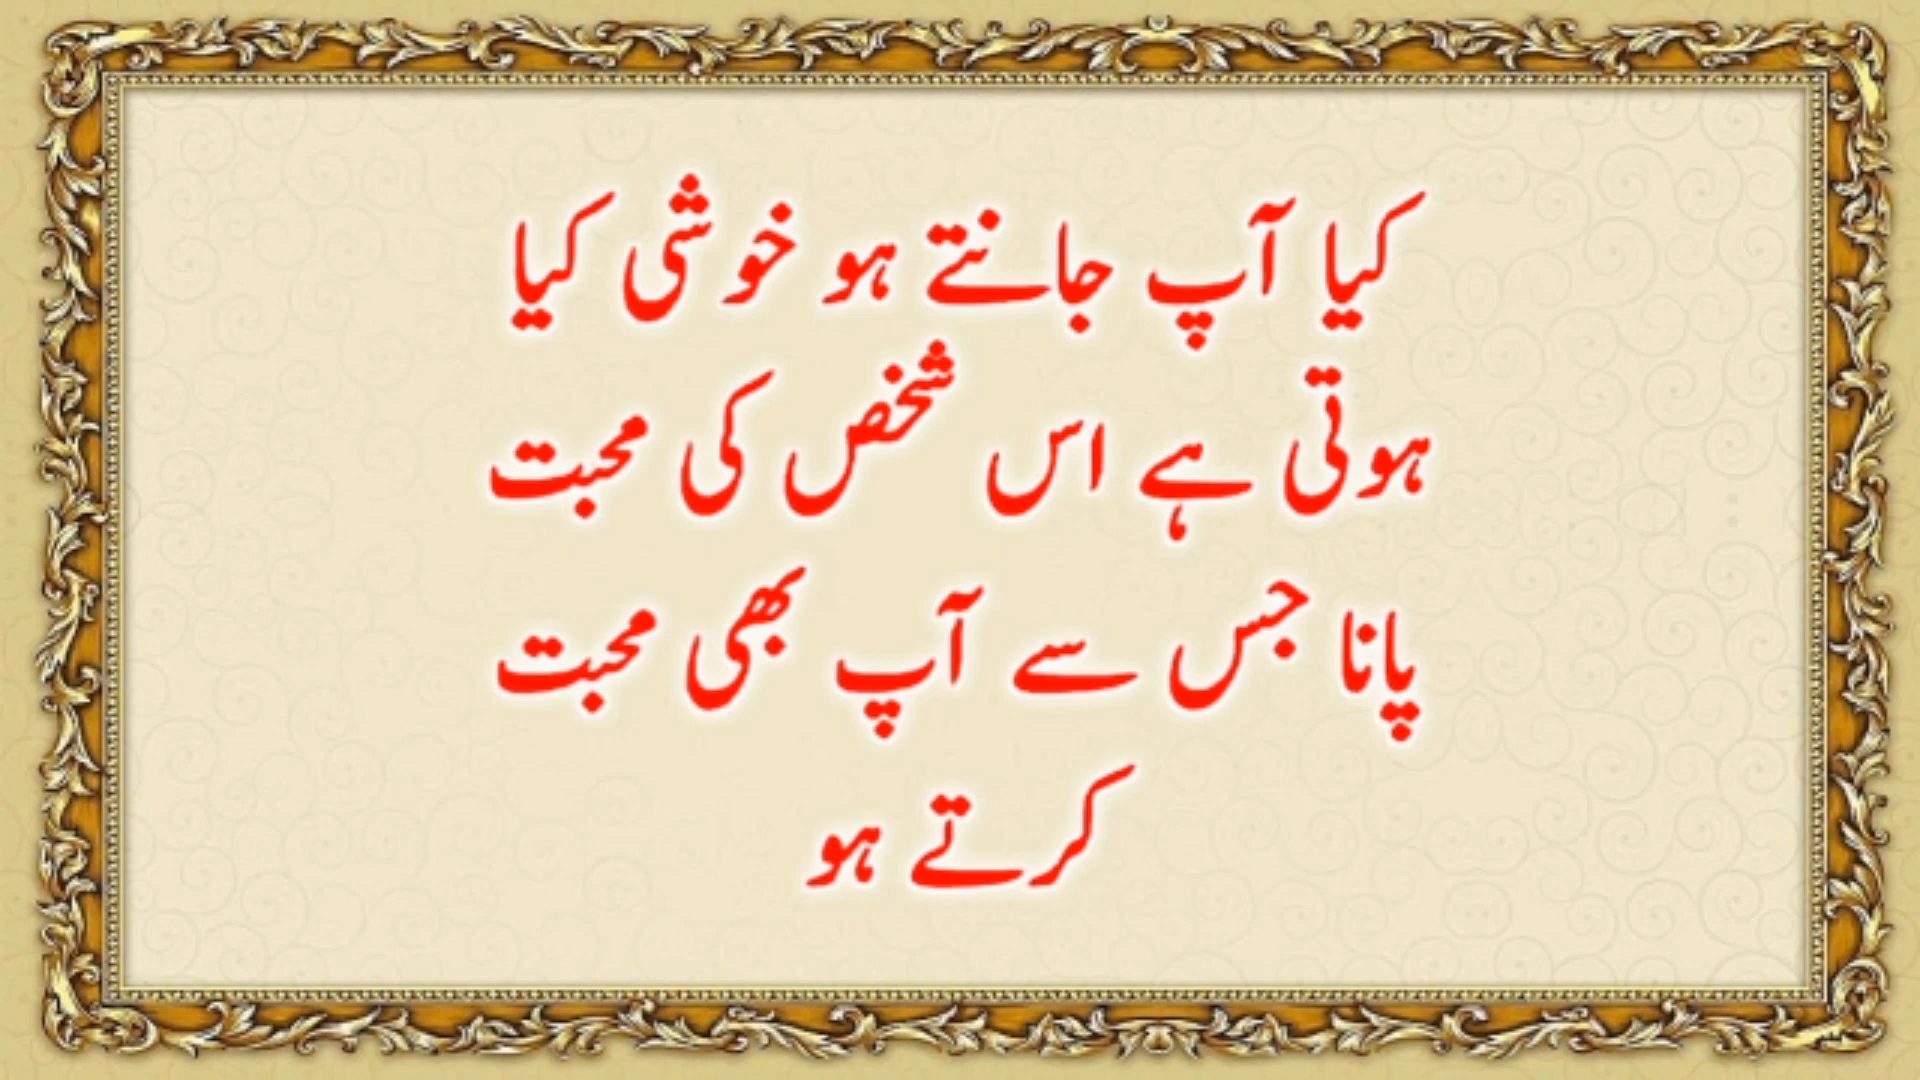 کیا آپ جانتے ہو خوشی کیا
ہوتی ہے اس شخص کی محبت
پانا جس سے آپ بھی محبت
کرتے ہو